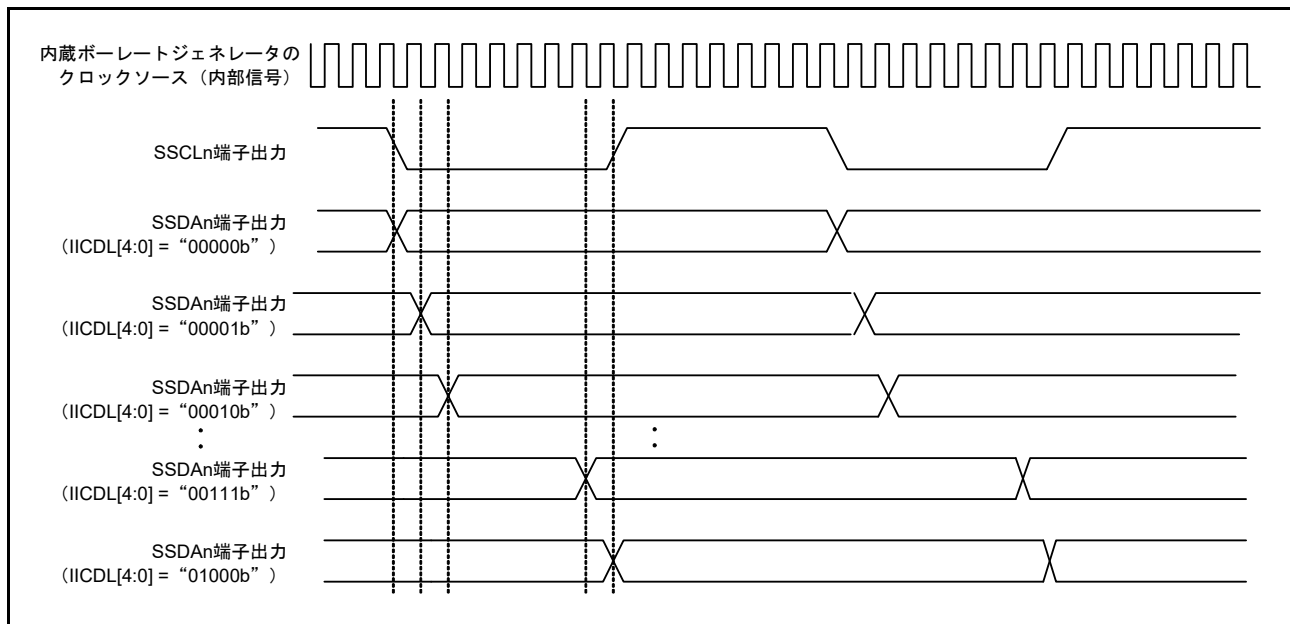 内蔵ボーレートジェネレータの
クロックソース（内部信号）
SSCLn端子出力
SSDAn端子出力
（IICDL[4:0] = “00000b” ）
SSDAn端子出力
（IICDL[4:0] = “00001b” ）
SSDAn端子出力
（IICDL[4:0] = “00010b” ）
SSDAn端子出力
（IICDL[4:0] = “00111b” ）
SSDAn端子出力
（IICDL[4:0] = “01000b” ）